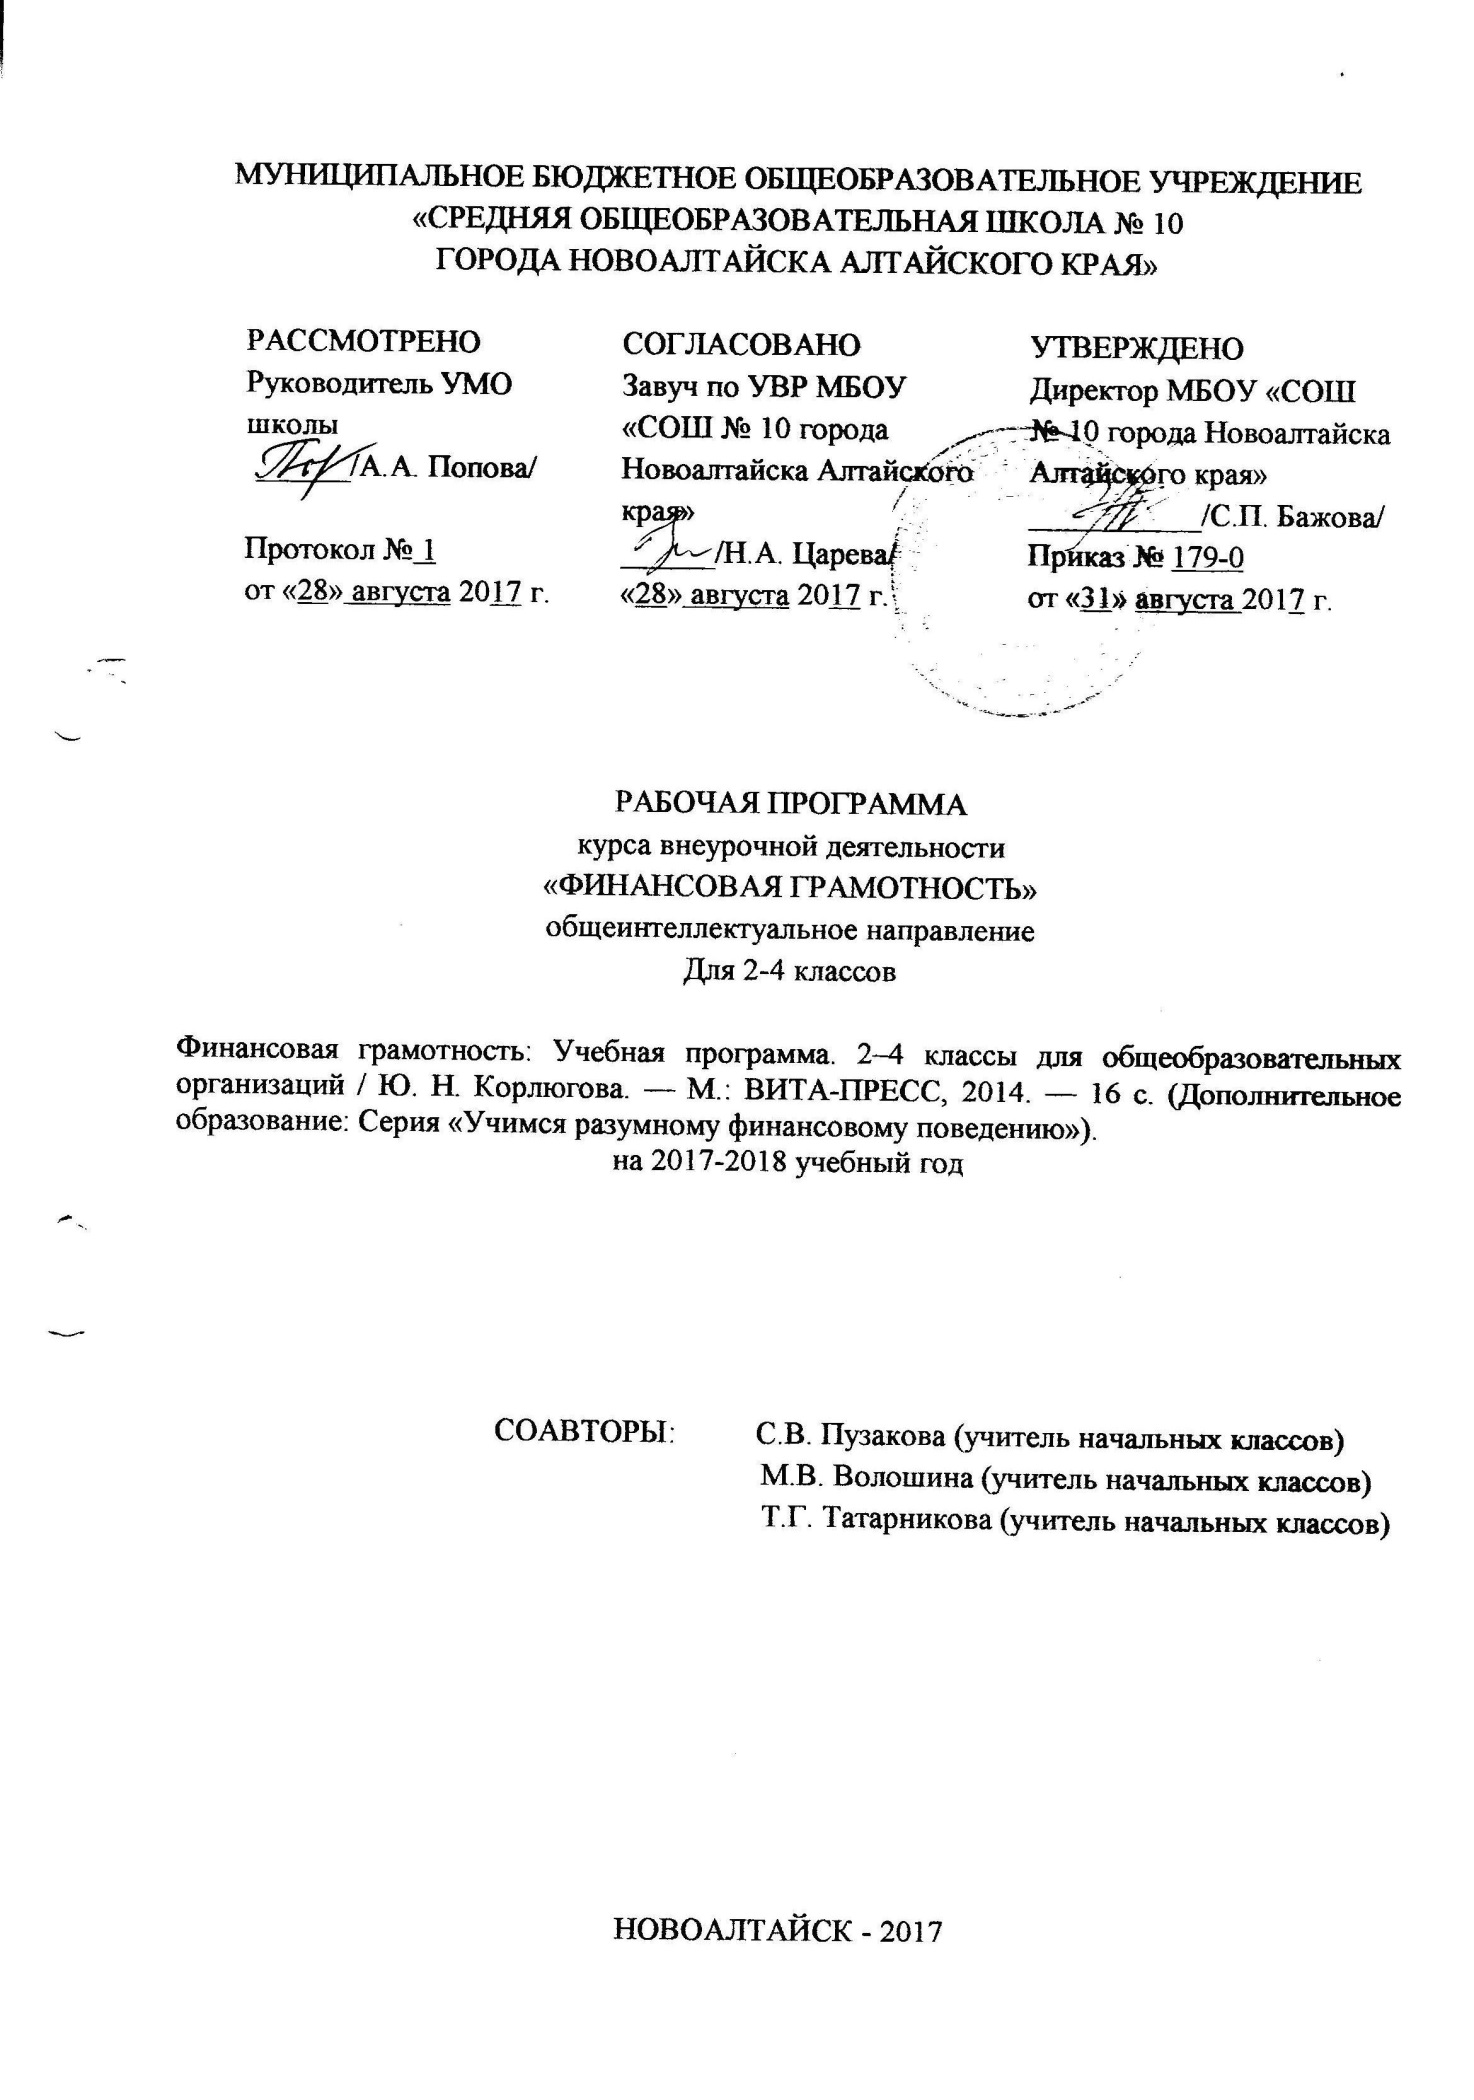 МУНИЦИПАЛЬНОЕ БЮДЖЕТНОЕ ОБЩЕОБРАЗОВАТЕЛЬНОЕ УЧРЕЖДЕНИЕ
«СРЕДНЯЯ ОБЩЕОБРАЗОВАТЕЛЬНАЯ ШКОЛА № 10
ГОРОДА НОВОАЛТАЙСКА АЛТАЙСКОГО КРАЯ»
РАССМОТРЕНО
Руководитель УМО
школы
/А.А. Попова/
Протокол № 1
от «28» августа 2017 г.
СОГЛАСОВАНО
Завуч по УВР МБОУ
«СОШ № 10 города
Новоалтайска Алтайского
края»
/Н.А. Царева/
«28» августа 2017 г.
УТВЕРЖДЕНО
Директор МБОУ «СОШ
№ 10 города Новоалтайска
Алтайского края»
/С.П. Бажова/
Приказ № 179-0
от «31» августа 2017 г.
РАБОЧАЯ ПРОГРАММА
курса внеурочной деятельности
«ФИНАНСОВАЯ ГРАМОТНОСТЬ»
общеинтеллектуальное направление
Для 2-4 классов
Финансовая грамотность: Учебная программа. 2–4 классы для общеобразовательных
организаций / Ю. Н. Корлюгова. — М.: ВИТА-ПРЕСС, 2014. — 16 с. (Дополнительное
образование: Серия «Учимся разумному финансовому поведению»).
на 2017-2018 учебный год
СОАВТОРЫ: С.В. Пузакова (учитель начальных классов)
М.В. Волошина (учитель начальных классов)
Т.Г. Татарникова (учитель начальных классов)
НОВОАЛТАЙСК - 2017